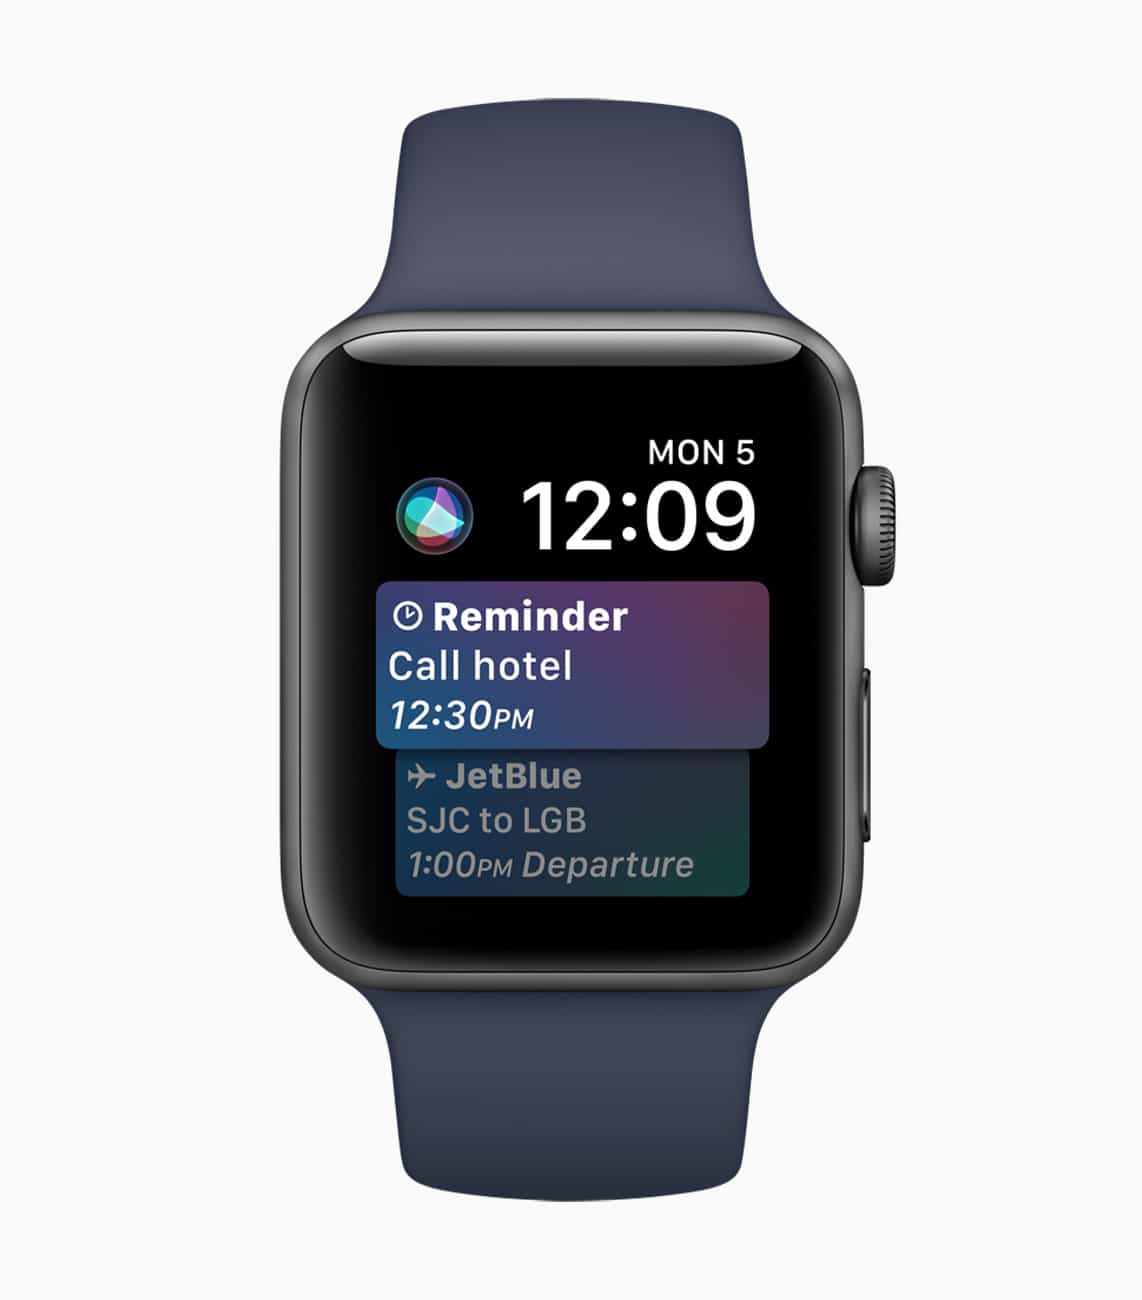 MON 5
12:09
Reminder
Call hotel
12:30PM
JetBlue
SJC to LGB
1:00PM Departure